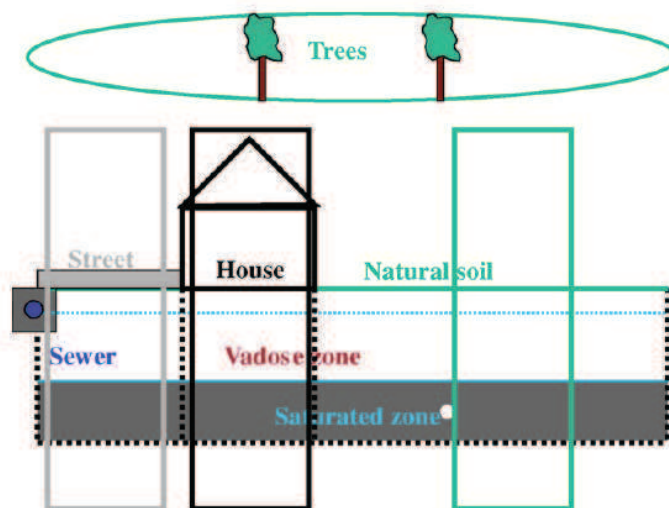 Trees
Street
House
Natural soil
Sewer
Vadose zone
Saturated zone